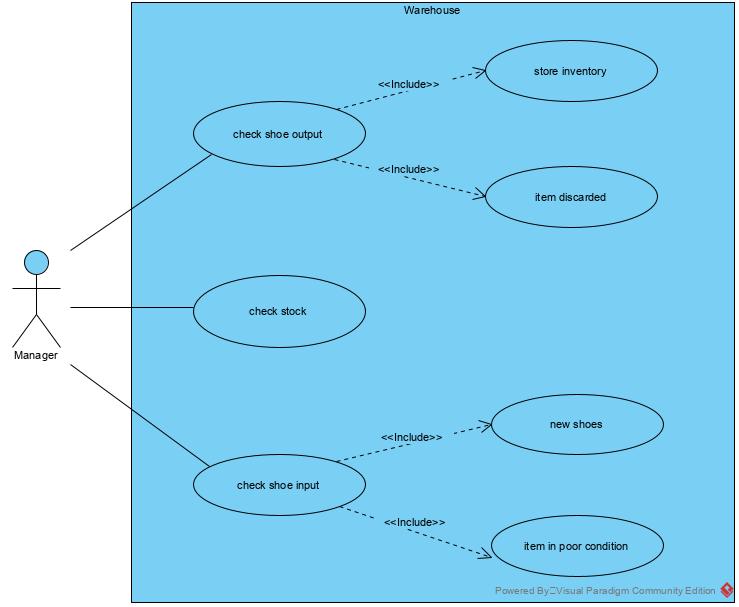 Warehouse
<<Include>>
store inventory
check shoe output
<<Include>>
item discarded
check stock
Manager
<<Include>>
new shoes
check shoe input
<<Include>>
item in poor condition
Powered By Visual Paradigm Community Edition